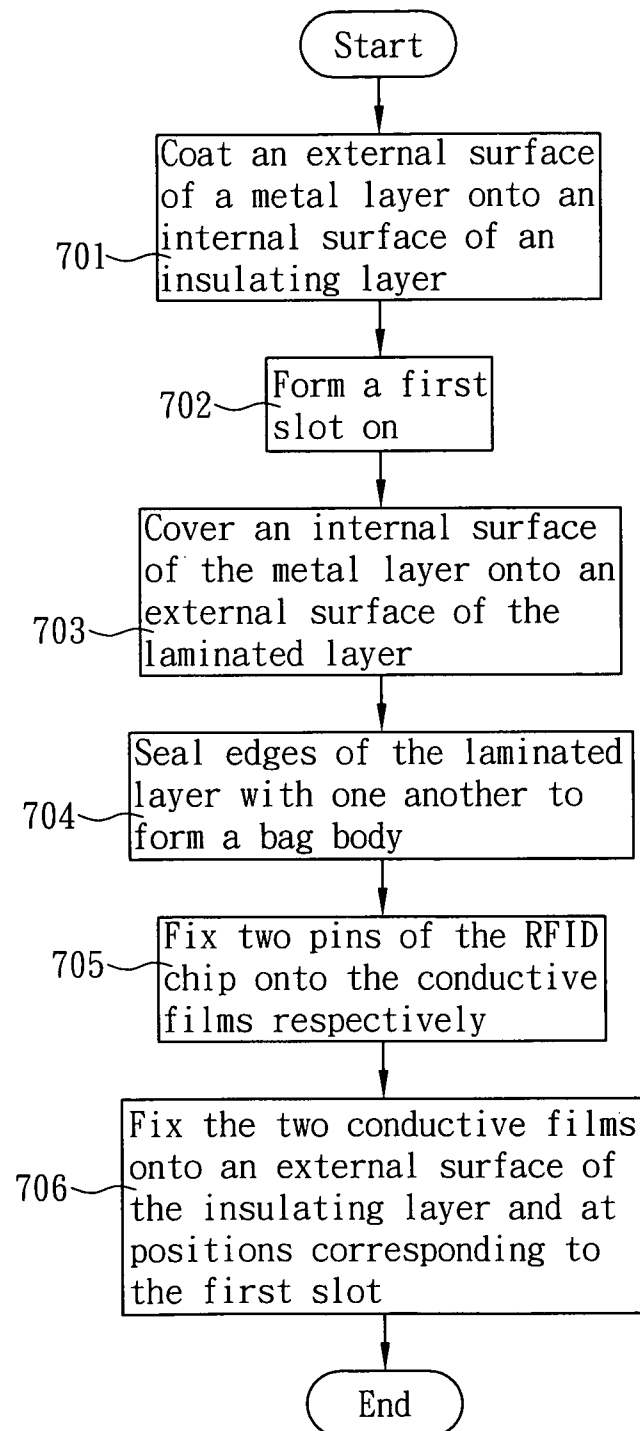 Start
Coat an external surface
of a metal layer onto an
internal surface of an
insulating layer
701
Form a first
slot on
702
Cover an internal surface
of the metal layer onto an
external surface of the
laminated layer
703
Seal edges of the laminated
layer with one another to
form a bag body
704
Fix two pins of the RFID
chip onto the conductive
films respectively
705
Fix the two conductive films
onto an external surface of
the insulating layer and at
positions corresponding to
the first slot
706
End